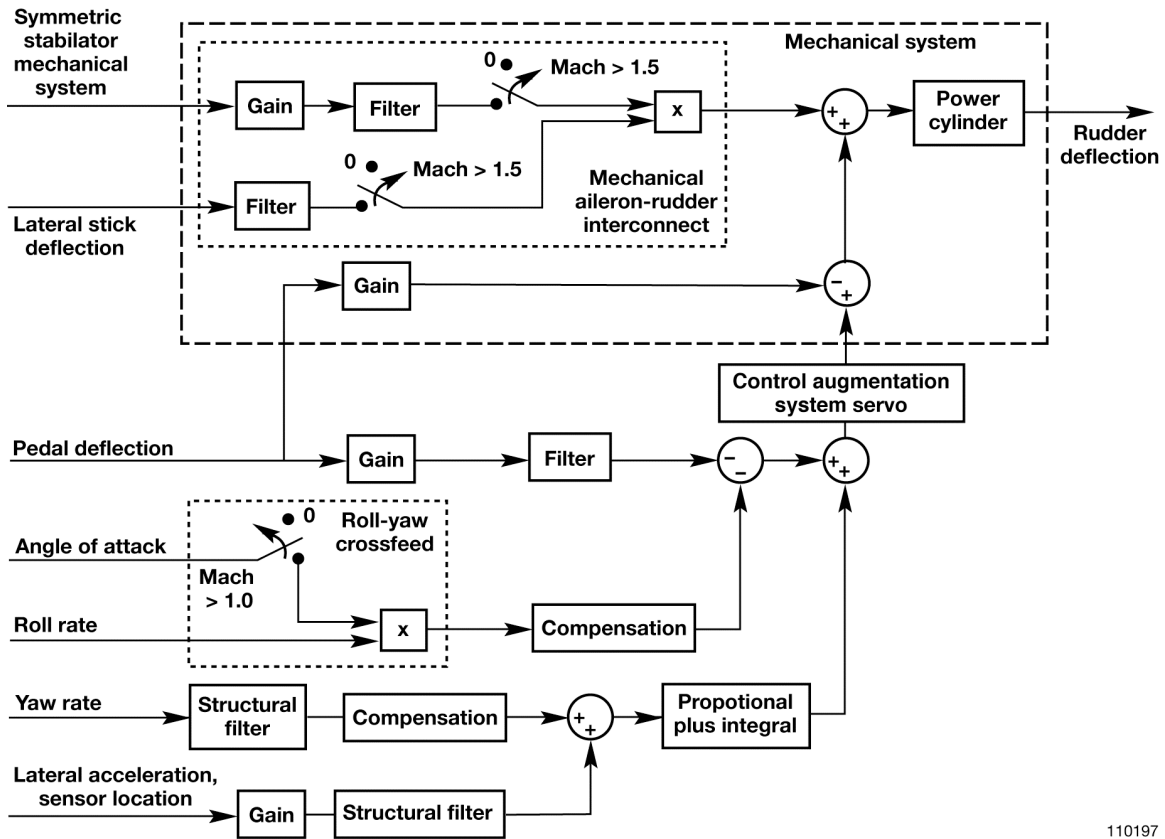 Symmetric
stabilator
mechanical
system
Mechanical system
0
Mach > 1.5
Gain
Filter
x
+
+
Power
cylinder
Rudder
deflection
0
Mach > 1.5
Filter
Mechanical
aileron-rudder
interconnect
Lateral stick
deflection
Gain
−
+
Control augmentation
system servo
Pedal deflection
Gain
Filter
−
−
+
+
0
Roll-yaw
crossfeed
Angle of attack
Mach
> 1.0
Roll rate
x
Compensation
Yaw rate
Structural
filter
Compensation
+
+
Propotional
plus integral
Lateral acceleration,
sensor location
Gain
Structural filter
110197